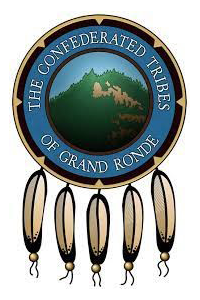 THE CONFEDERATED TRIBES
OF GRAND RONDE